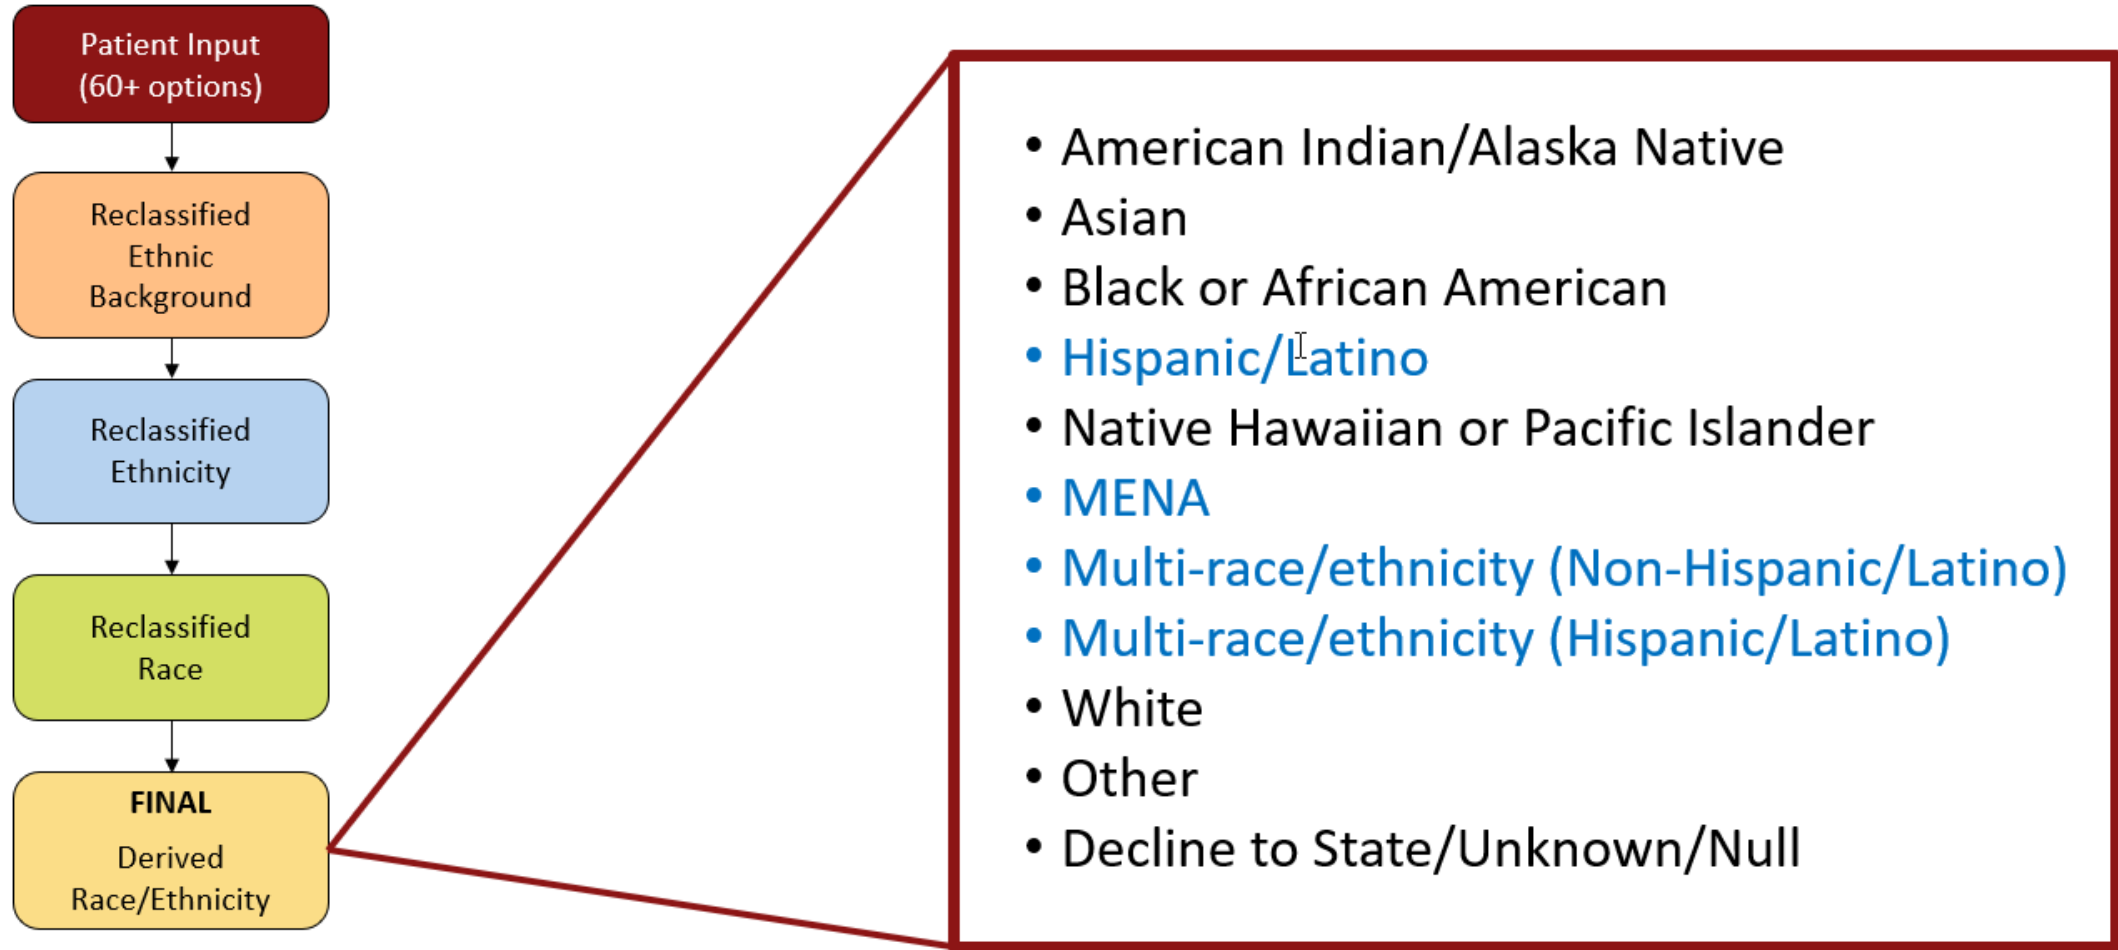 Patient Input
(60+ options)
Reclassified
Ethnic
Background
Reclassified
Ethnicity
Reclassified
Race
FINAL
Derived
Race/Ethnicity
• American Indian/Alaska Native
• Asian
• Black or African American
• Hispanic/Latino
• Native Hawaiian or Pacific Islander
• MENA
• Multi-race/ethnicity (Non-Hispanic/Latino)
• Multi-race/ethnicity (Hispanic/Latino)
• White
• Other
• Decline to State/Unknown/Null